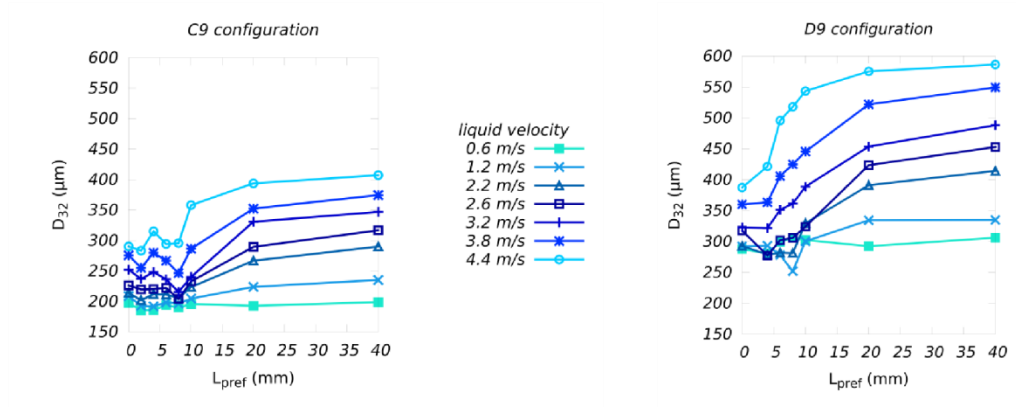 C9 configuration
600
550
500
450
400
350
300
250
200
150
D32 (μm)
0 5 10 15 20 25 30 35 40
Lpref (mm)
liquid velocity
0.6 m/s
1.2 m/s
2.2 m/s
2.6 m/s
3.2 m/s
3.8 m/s
4.4 m/s
D9 configuration
600
550
500
450
400
350
300
250
200
150
D32 (μm)
0 5 10 15 20 25 30 35 40
Lpref (mm)